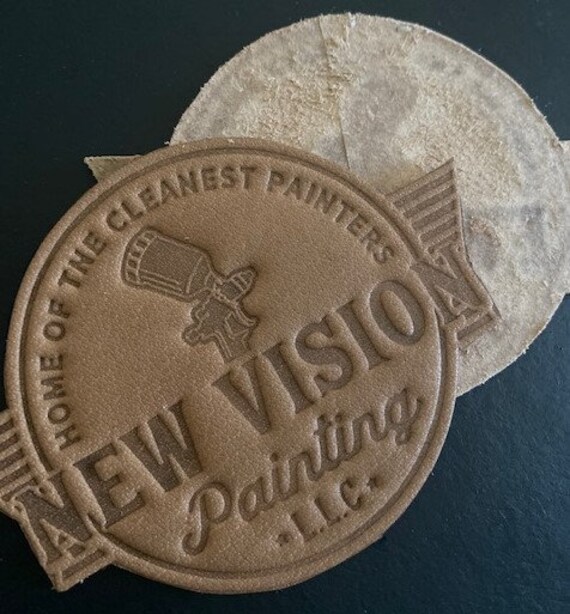 HOME OF THE CLEANEST PAINTERS
NEW VISION
Painting
L.L.C.